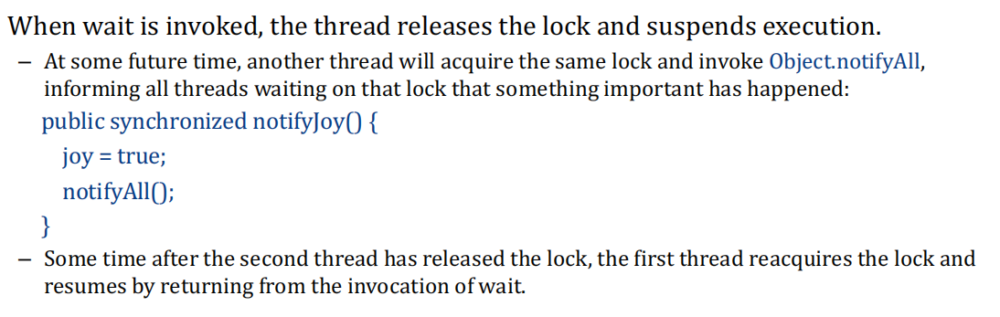 When wait is invoked, the thread releases the lock and suspends execution.
– At some future time, another thread will acquire the same lock and invoke Object.notifyAll,
informing all threads waiting on that lock that something important has happened:
public synchronized notifyJoy() {
joy = true;
notifyAll();
}
– Some time after the second thread has released the lock, the first thread reacquires the lock and
resumes by returning from the invocation of wait.